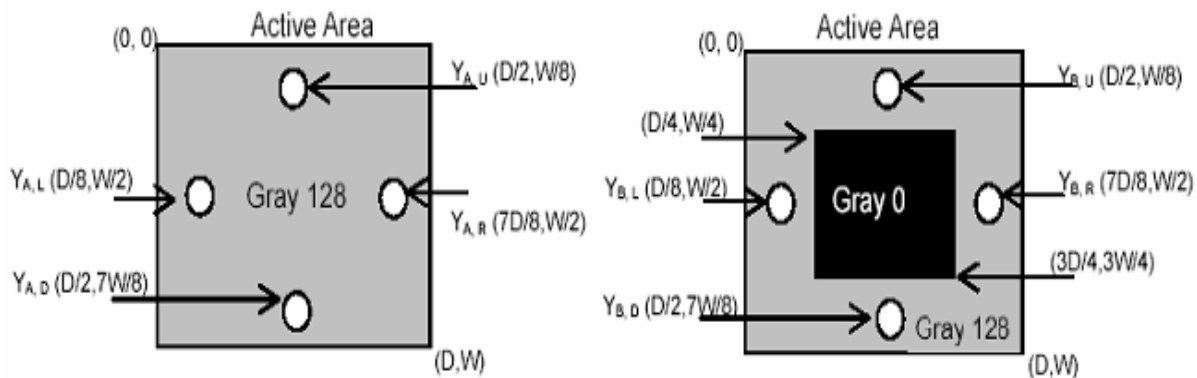 Active Area
(0, 0)
Y_A,U (D/2,W/8)
Y_A,L (D/8,W/2)
Gray 128
Y_A,R (7D/8,W/2)
Y_A,D (D/2,7W/8)
(D,W)
Active Area
(0, 0)
Y_B,U (D/2,W/8)
(D/4,W/4)
Y_B,L (D/8,W/2)
Gray 0
Y_B,R (7D/8,W/2)
(3D/4,3W/4)
Y_B,D (D/2,7W/8)
Gray 128
(D,W)